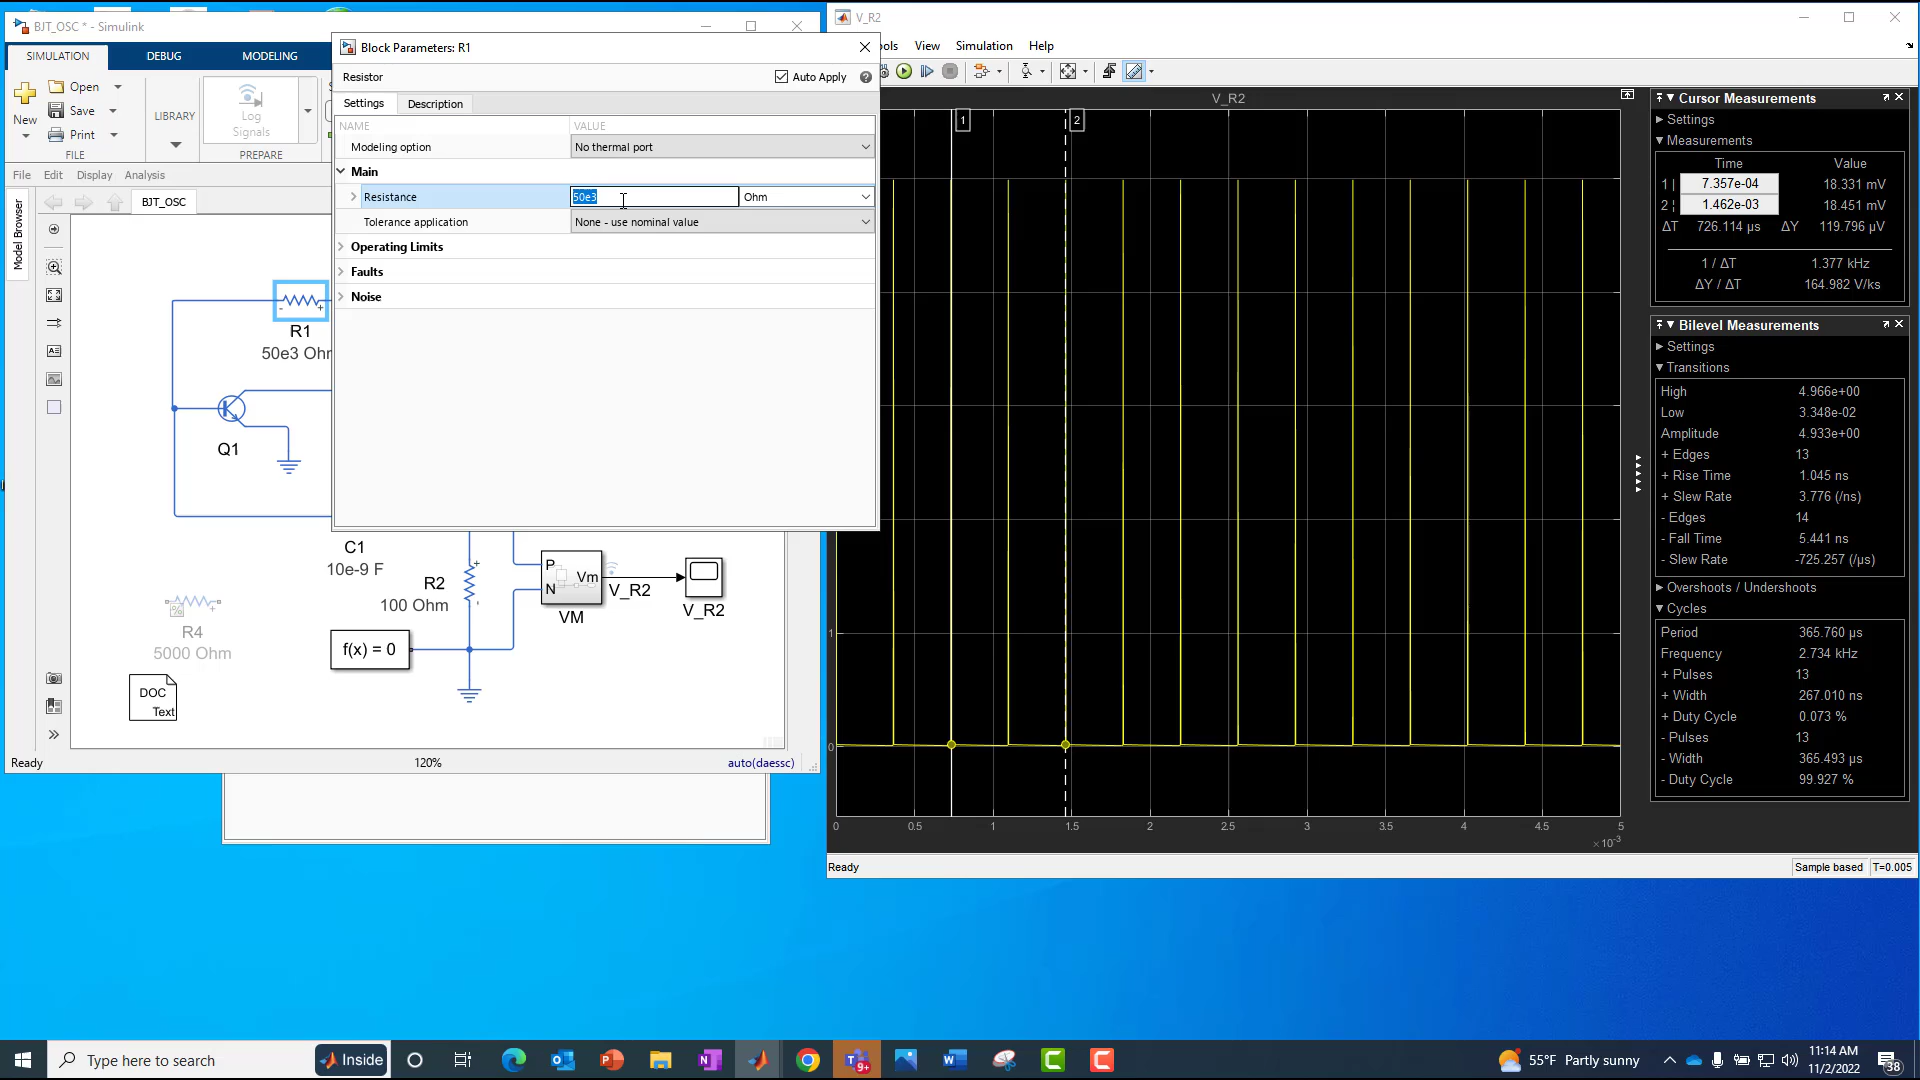 BJT_OSC * - Simulink
SIMULATION
DEBUG
MODELING
New
Open
Save
Print
FILE
LIBRARY
Log
Signals
PREPARE
File Edit Display Analysis
BJT_OSC
Model Browser
R1
50e3 Ohm
Q1
C1
10e-9 F
R2
100 Ohm
P
N
Vm
VM
V_R2
V_R2
R4
5000 Ohm
f(x) = 0
DOC
Text
Ready
120%
auto(daessc)
Block Parameters: R1
Resistor
Auto Apply
Settings
Description
NAME
VALUE
Modeling option
No thermal port
Main
Resistance
50e3
Ohm
Tolerance application
None - use nominal value
Operating Limits
Faults
Noise
V_R2
ols View Simulation Help
V_R2
1
2
1
0
0 0.5 1 1.5 2 2.5 3 3.5 4 4.5 5
×10⁻³
Ready
Sample based
T=0.005
Cursor Measurements
Settings
Measurements
Time Value
1 | 7.357e-04 18.331 mV
2 ¦ 1.462e-03 18.451 mV
ΔT 726.114 µs ΔY 119.796 µV
1 / ΔT 1.377 kHz
ΔY / ΔT 164.982 V/ks
Bilevel Measurements
Settings
Transitions
High 4.966e+00
Low 3.348e-02
Amplitude 4.933e+00
+ Edges 13
+ Rise Time 1.045 ns
+ Slew Rate 3.776 (/ns)
- Edges 14
- Fall Time 5.441 ns
- Slew Rate -725.257 (/µs)
Overshoots / Undershoots
Cycles
Period 365.760 µs
Frequency 2.734 kHz
+ Pulses 13
+ Width 267.010 ns
+ Duty Cycle 0.073 %
- Pulses 13
- Width 365.493 µs
- Duty Cycle 99.927 %
Type here to search
Inside
9+
55°F Partly sunny
11:14 AM
11/2/2022
38